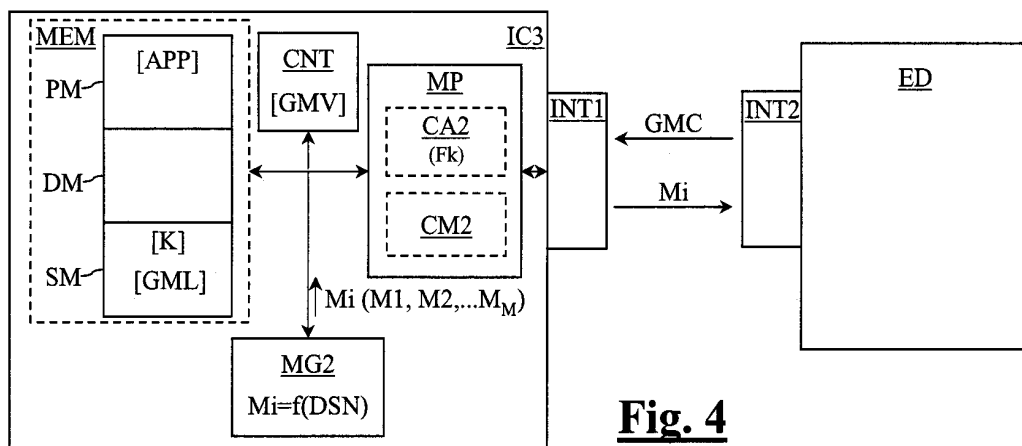 MEM
IC3
[APP]
PM
CNT
[GMV]
MP
CA2
(Fk)
CM2
INT1
GMC
Mi
INT2
ED
DM
SM
[K]
[GML]
Mi (M1, M2,...M_M)
MG2
Mi=f(DSN)
Fig. 4